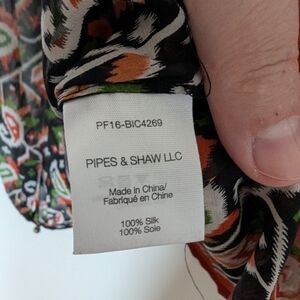 PF16-BIC4269
PIPES & SHAW LLC
Made in China/
Fabriqué en Chine
100% Silk
100% Soie